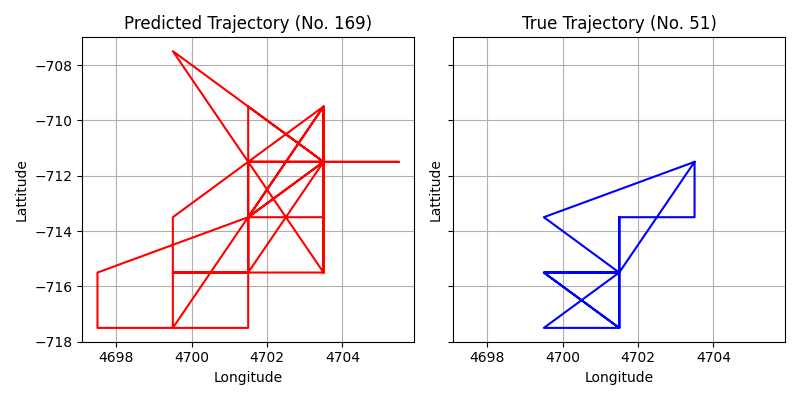 Predicted Trajectory (No. 169)
True Trajectory (No. 51)
Lattitude
−708
−710
−712
−714
−716
−718
4698 4700 4702 4704
Longitude
Lattitude
4698 4700 4702 4704
Longitude